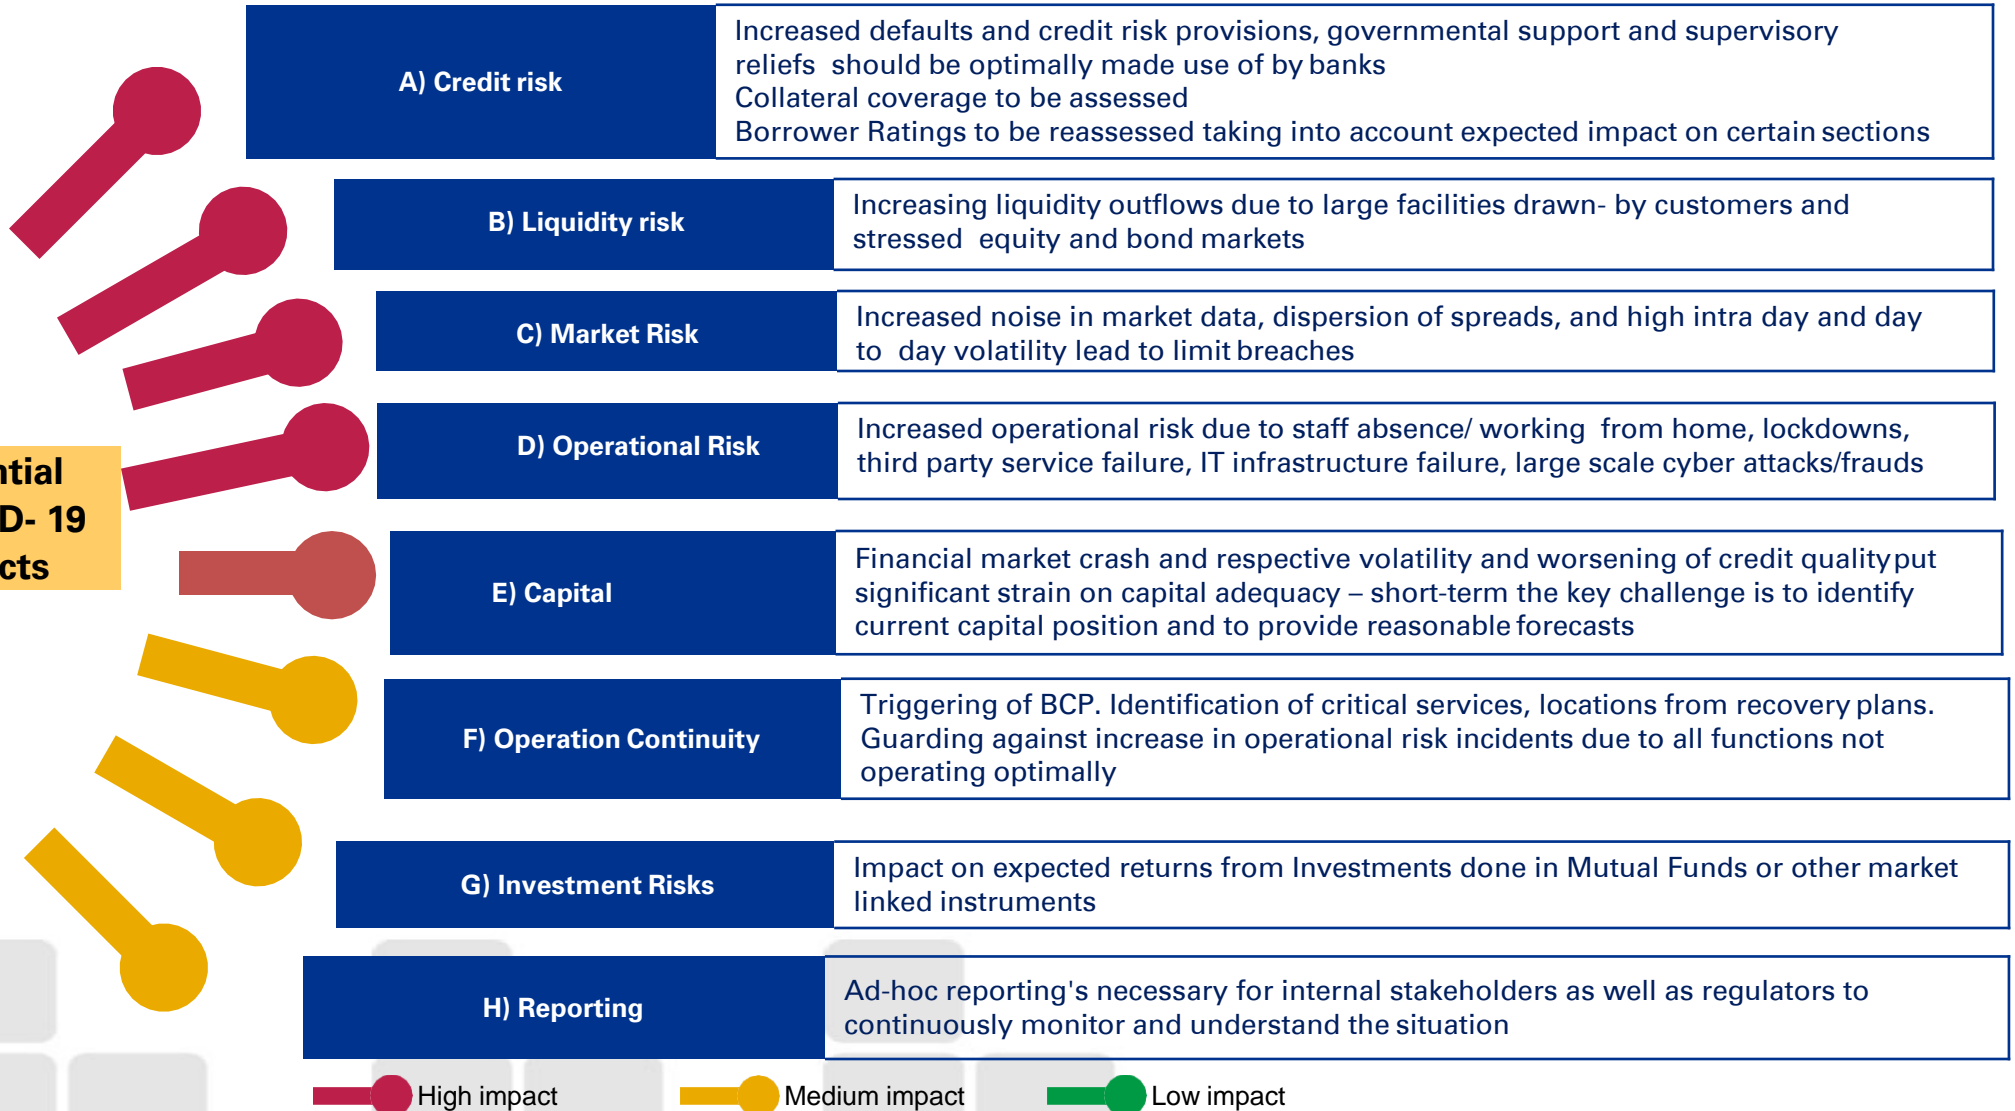 A) Credit risk
Increased defaults and credit risk provisions, governmental support and supervisory
reliefs should be optimally made use of by banks
Collateral coverage to be assessed
Borrower Ratings to be reassessed taking into account expected impact on certain sections
B) Liquidity risk
Increasing liquidity outflows due to large facilities drawn- by customers and
stressed equity and bond markets
C) Market Risk
Increased noise in market data, dispersion of spreads, and high intra day and day
to day volatility lead to limit breaches
D) Operational Risk
Increased operational risk due to staff absence/ working from home, lockdowns,
third party service failure, IT infrastructure failure, large scale cyber attacks/frauds
ntial
D- 19
cts
E) Capital
Financial market crash and respective volatility and worsening of credit qualityput
significant strain on capital adequacy – short-term the key challenge is to identify
current capital position and to provide reasonable forecasts
F) Operation Continuity
Triggering of BCP. Identification of critical services, locations from recovery plans.
Guarding against increase in operational risk incidents due to all functions not
operating optimally
G) Investment Risks
Impact on expected returns from Investments done in Mutual Funds or other market
linked instruments
H) Reporting
Ad-hoc reporting's necessary for internal stakeholders as well as regulators to
continuously monitor and understand the situation
High impact
Medium impact
Low impact